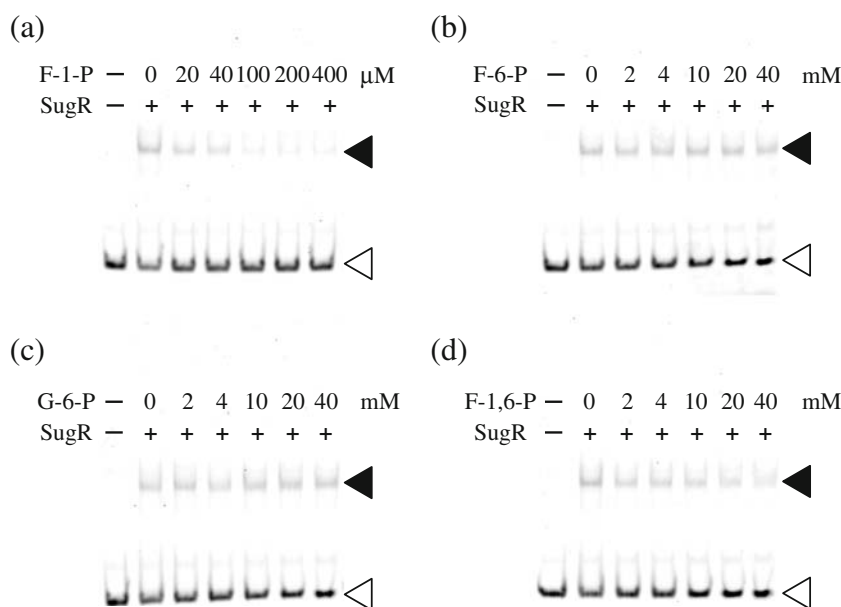 (a)
F-1-P – 0 20 40 100 200 400 μM
SugR – + + + + + +
(b)
F-6-P – 0 2 4 10 20 40 mM
SugR – + + + + + +
(c)
G-6-P – 0 2 4 10 20 40 mM
SugR – + + + + + +
(d)
F-1,6-P – 0 2 4 10 20 40 mM
SugR – + + + + + +